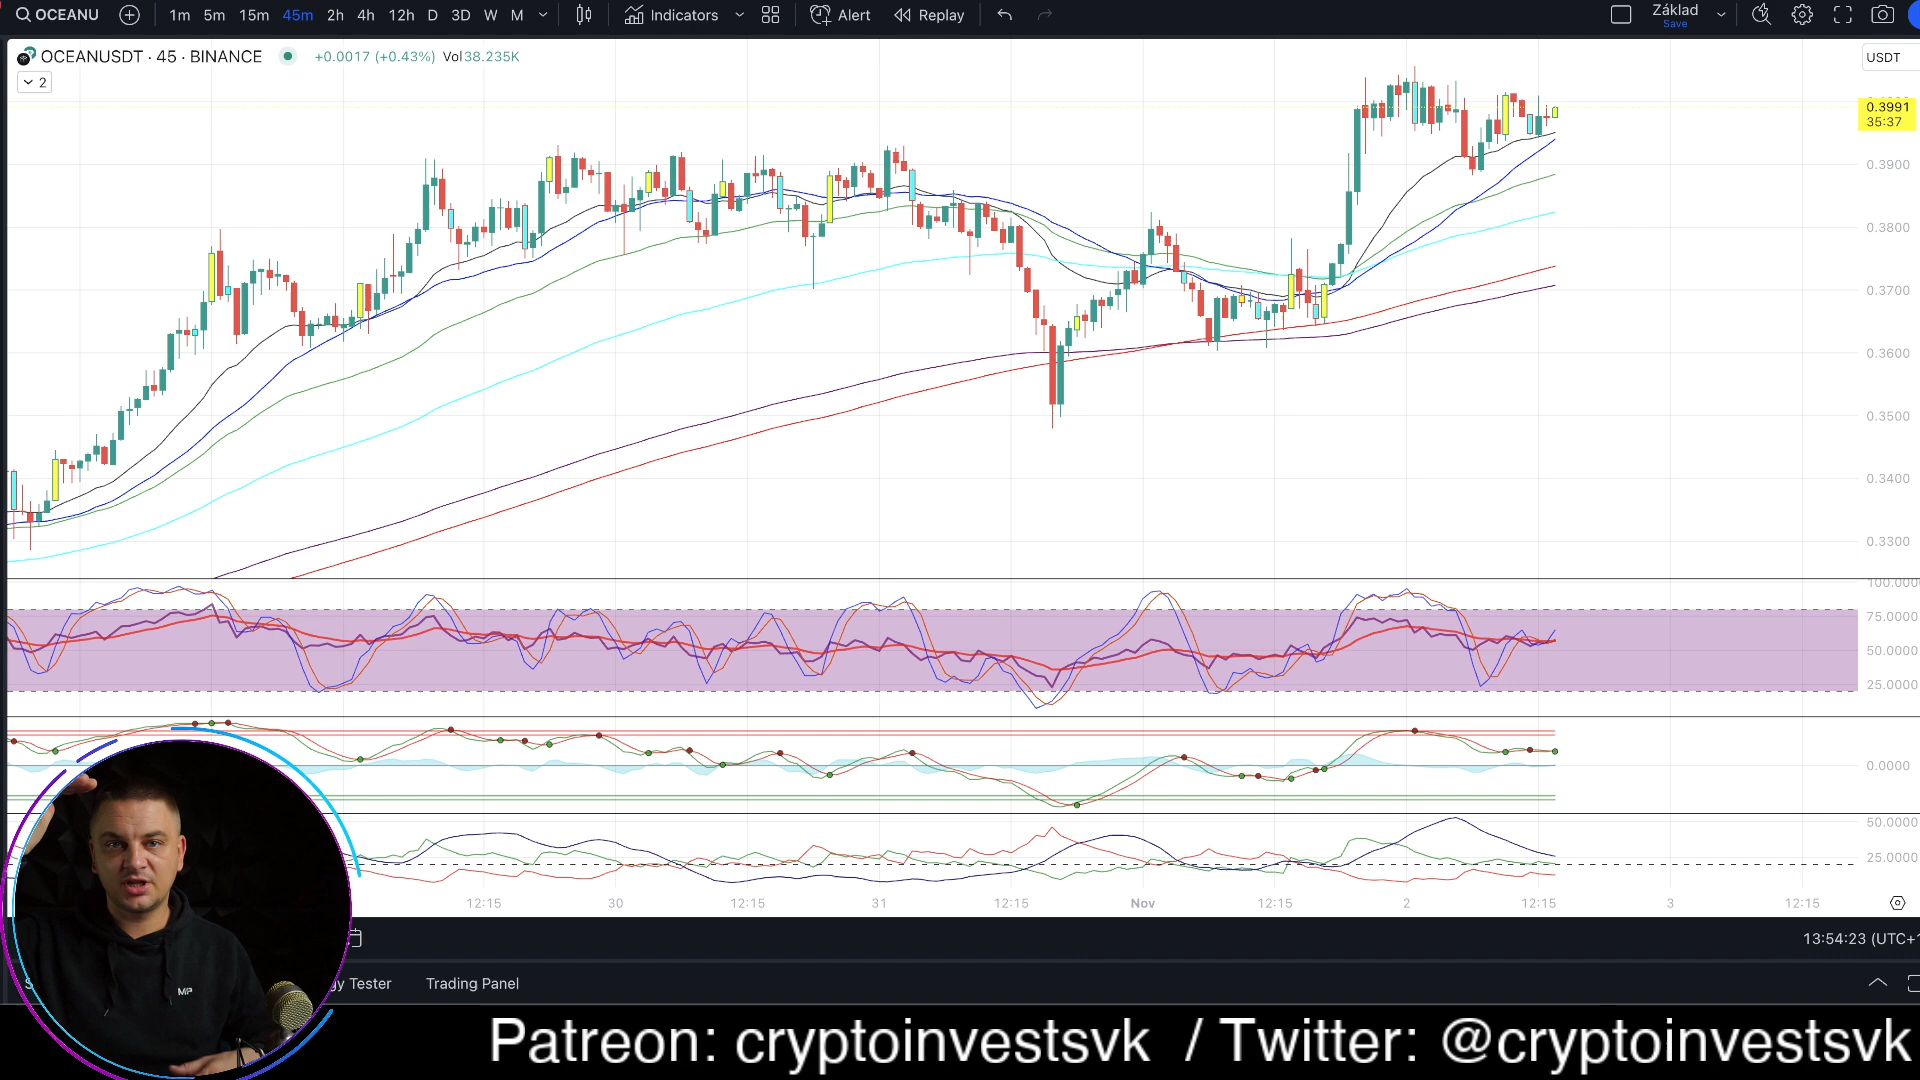 OCEANU 1m 5m 15m 45m 2h 4h 12h D 3D W M Indicators Alert Replay Základ
Save
OCEANUSDT · 45 · BINANCE +0.0017 (+0.43%) Vol38.235K USDT
2
0.3991
35:37
0.3900
0.3800
0.3700
0.3600
0.3500
0.3400
0.3300
100.0000
75.0000
50.0000
25.0000
0.0000
50.0000
25.0000
12:15 30 12:15 31 12:15 Nov 12:15 2 12:15 3 12:15
13:54:23 (UTC+1
gy Tester Trading Panel
MP
Patreon: cryptoinvestsvk / Twitter: @cryptoinvestsvk